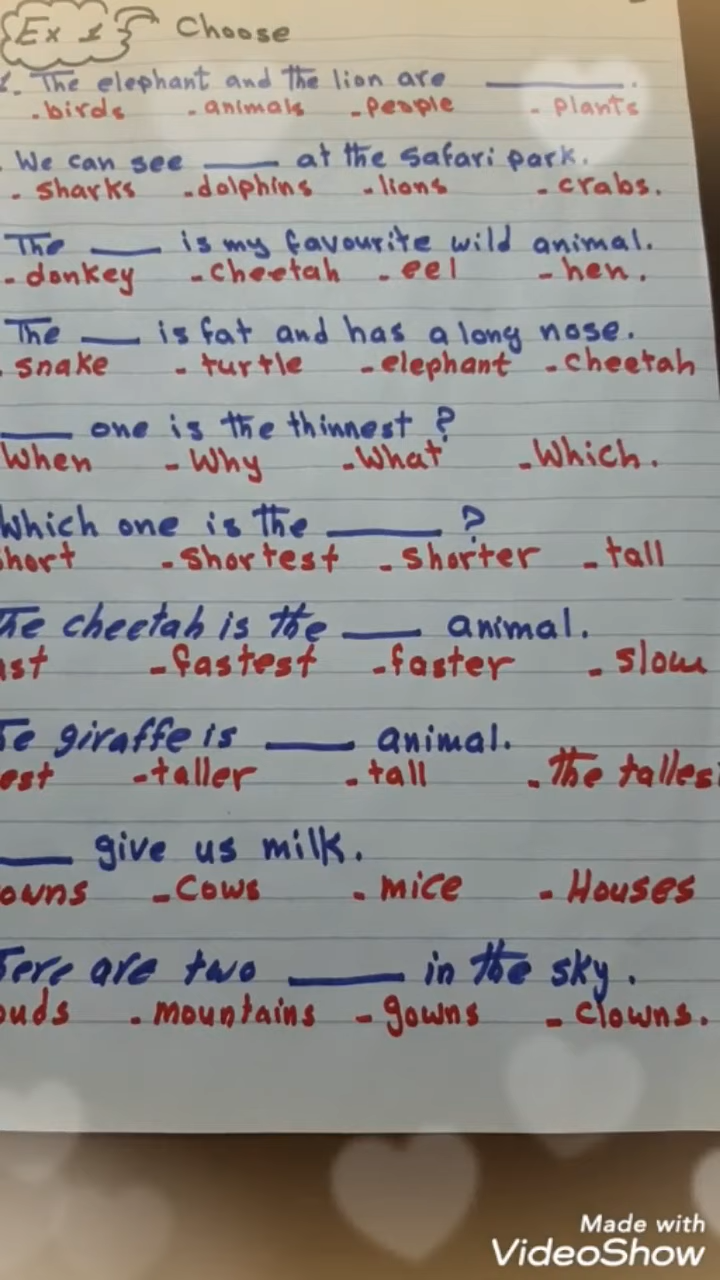 Ex 1 Choose
1. The elephant and the lion are ______.
.birds - animals - people - plants
. We can see ____ at the safari park.
. sharks - dolphins - lions - crabs.
The ____ is my favourite wild animal.
- donkey - cheetah - eel - hen.
The ____ is fat and has a long nose.
. snake - turtle - elephant - cheetah
____ one is the thinnest ?
When - Why - What - Which.
Which one is the ______ ?
- shortest - shorter - tall
cheetah is the ____ animal.
- fastest - faster - slow
giraffe is ____ animal.
- taller - tall . The talles
____ give us milk.
- Cows - mice - Houses
are two ______ in the sky.
. mountains - gowns - clowns.
Made with
VideoShow